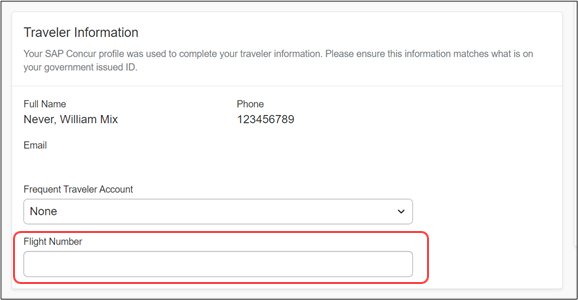 Traveler Information
Your SAP Concur profile was used to complete your traveler information. Please ensure this information matches what is on
your government issued ID.
Full Name
Phone
Never, William Mix
123456789
Email
Frequent Traveler Account
None
Flight Number